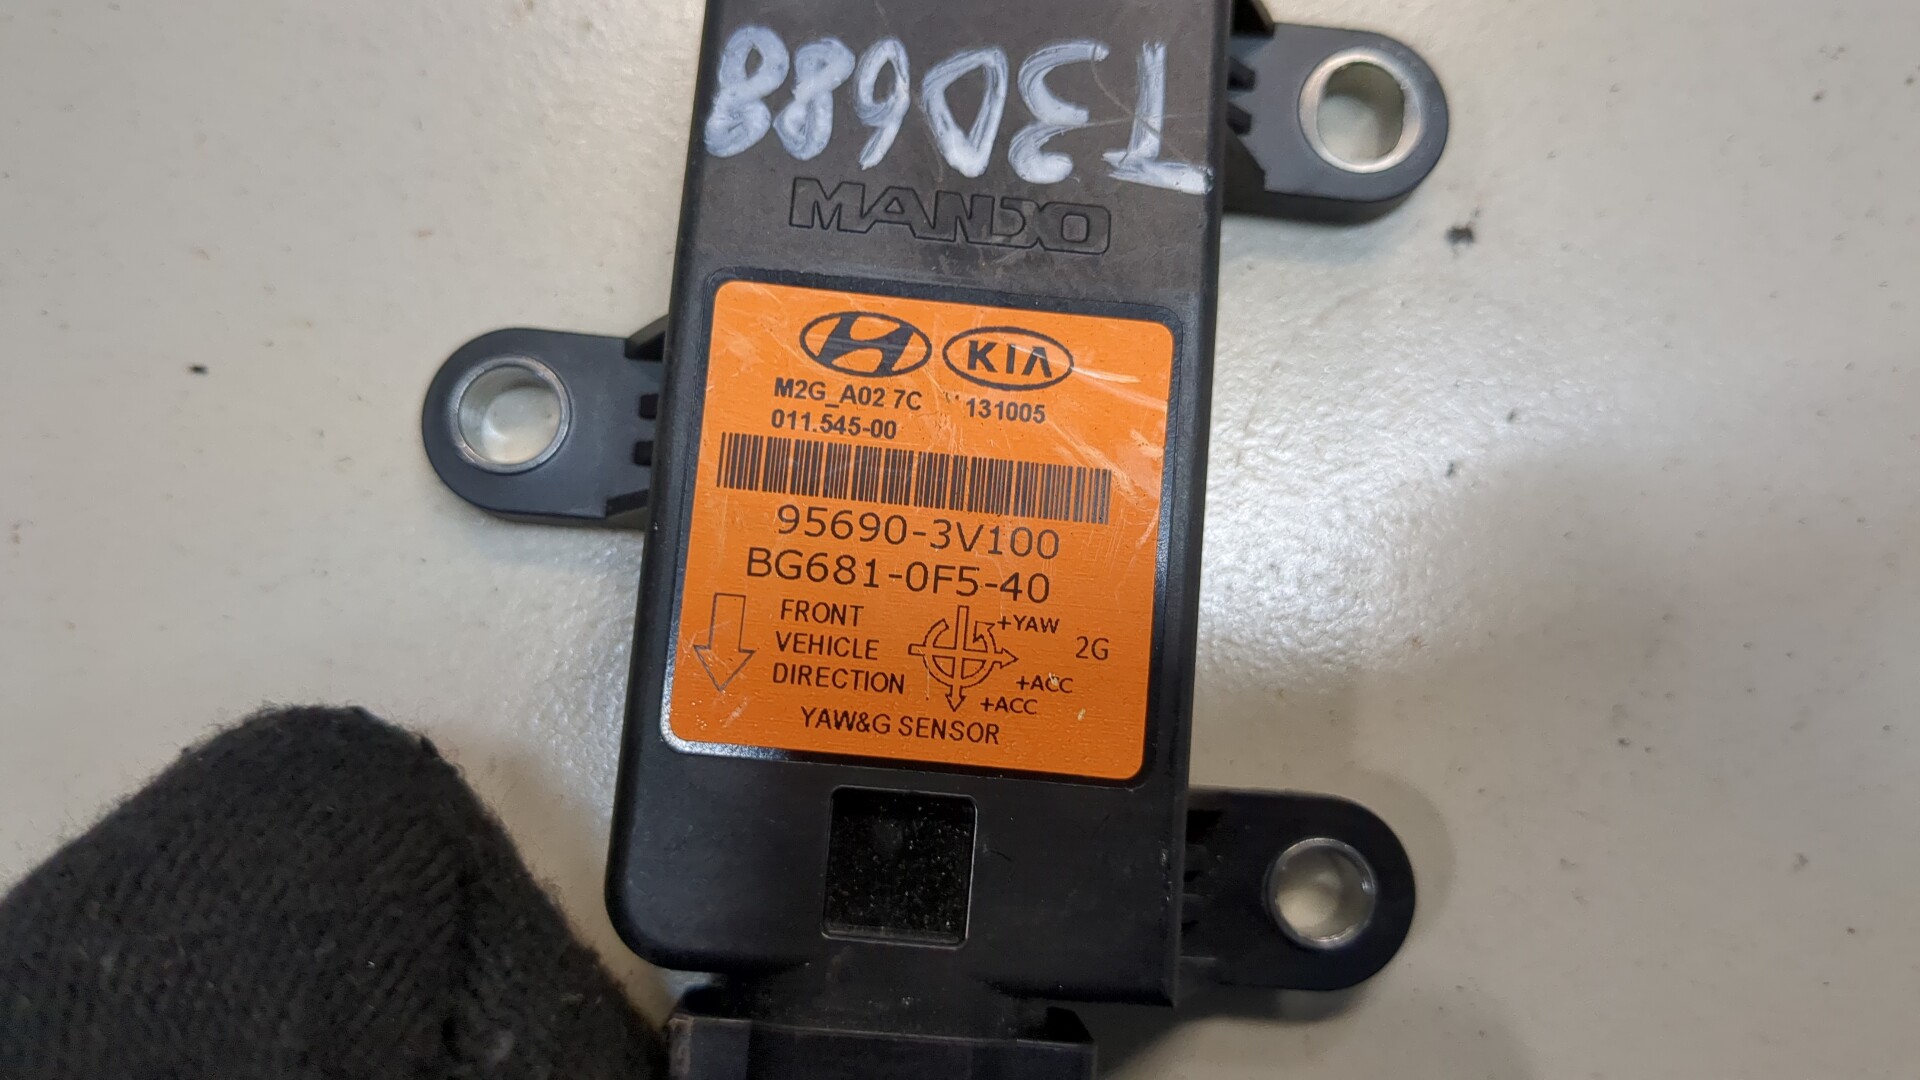 T3D688
MANDO
KIA
M2G_A02 7C 131005
011.545-00
95690-3V100
BG681-0F5-40
FRONT
VEHICLE
DIRECTION
+YAW
2G
+ACC
+ACC
YAW&G SENSOR